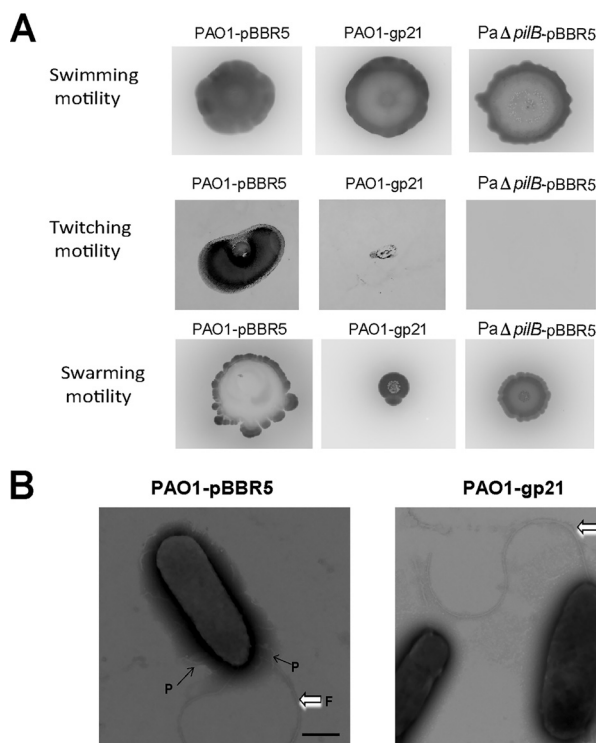 A
PAO1-pBBR5 PAO1-gp21 PaΔpilB-pBBR5
Swimming
motility
PAO1-pBBR5 PAO1-gp21 PaΔpilB-pBBR5
Twitching
motility
PAO1-pBBR5 PAO1-gp21 PaΔpilB-pBBR5
Swarming
motility
B
PAO1-pBBR5 PAO1-gp21
P
P
F